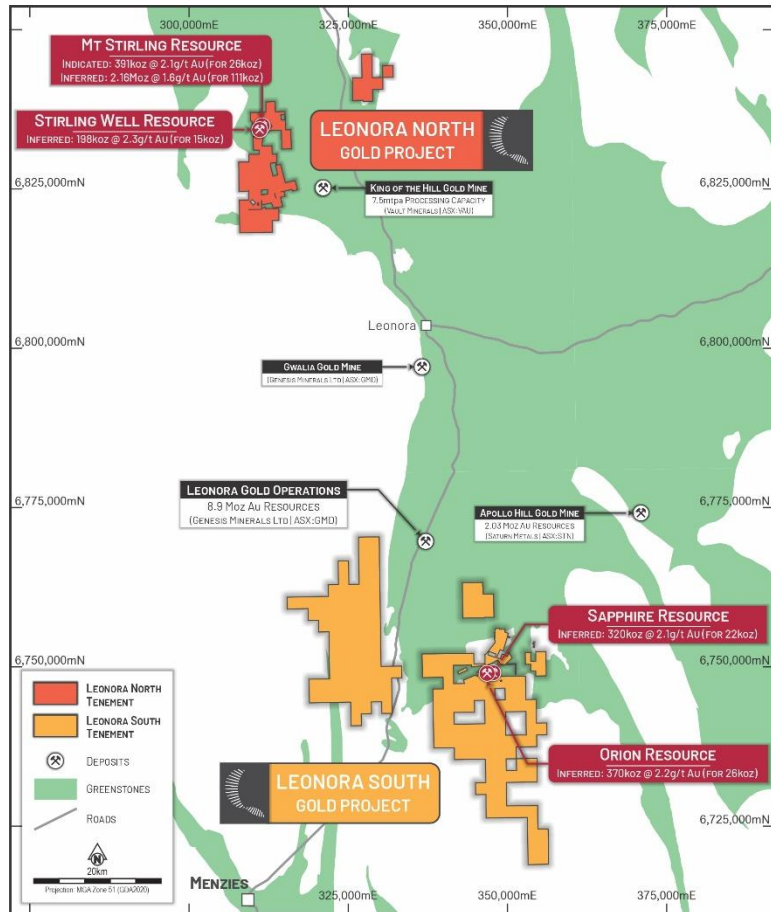 300,000mE
325,000mE
350,000mE
375,000mE
MT STIRLING RESOURCE
INDICATED: 391koz @ 2.1g/t AU (FOR 26koz)
INFERRED: 2.16Moz @ 1.6g/t AU (FOR 111koz)
STIRLING WELL RESOURCE
INFERRED: 198koz @ 2.3g/t AU (FOR 15koz)
LEONORA NORTH
GOLD PROJECT
6,825,000mN
6,825,000mN
KING OF THE HILL GOLD MINE
7.5mtpa PROCESSING CAPACITY
(VAULT MINERALS | ASX:VAU)
Leonora
6,800,000mN
6,800,000mN
GWALIA GOLD MINE
(GENESIS MINERALS LTD | ASX:GMD)
LEONORA GOLD OPERATIONS
8.9 Moz AU RESOURCES
(GENESIS MINERALS LTD | ASX:GMD)
6,775,000mN
6,775,000mN
APOLLO HILL GOLD MINE
2.03 Moz AU RESOURCES
(SATURN METALS | ASX:STN)
SAPPHIRE RESOURCE
INFERRED: 320koz @ 2.1g/t AU (FOR 22koz)
6,750,000mN
6,750,000mN
ORION RESOURCE
INFERRED: 370koz @ 2.2g/t AU (FOR 26koz)
LEONORA SOUTH
GOLD PROJECT
6,725,000mN
LEONORA NORTH
TENEMENT
LEONORA SOUTH
TENEMENT
DEPOSITS
GREENSTONES
ROADS
N
20km
Projection: MGA Zone 51 (GDA2020)
MENZIES
325,000mE
350,000mE
375,000mE